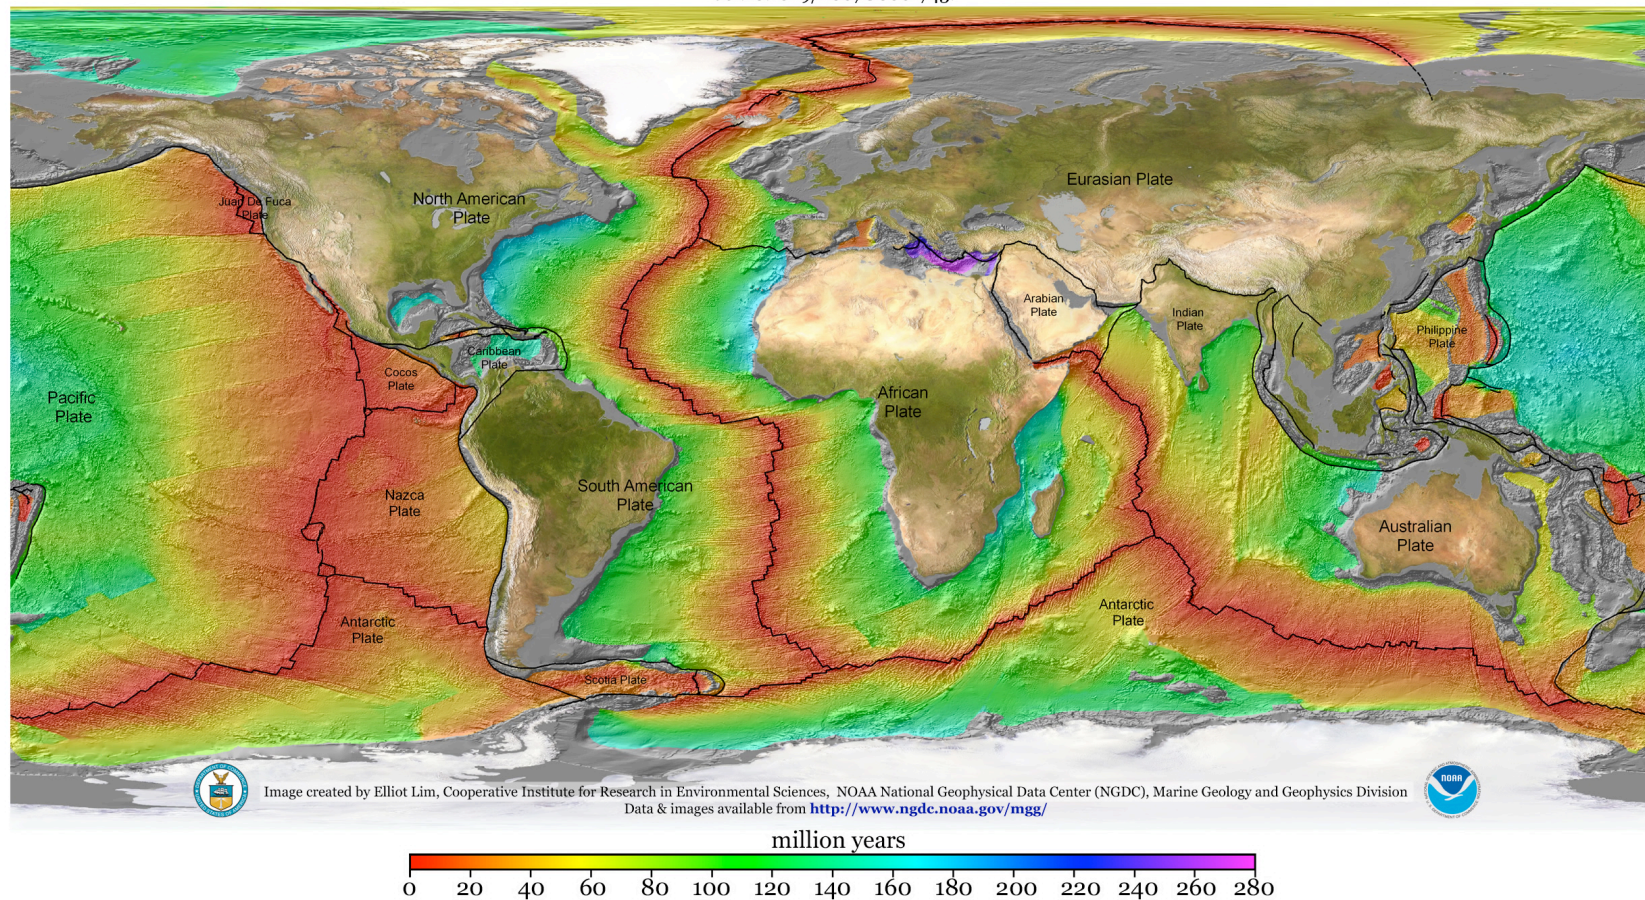 Juan De Fuca
Plate
North American
Plate
Eurasian Plate
Arabian
Plate
Indian
Plate
Philippine
Plate
Caribbean
Plate
Cocos
Plate
Pacific
Plate
African
Plate
Nazca
Plate
South American
Plate
Australian
Plate
Antarctic
Plate
Antarctic
Plate
Scotia Plate
NOAA
Image created by Elliot Lim, Cooperative Institute for Research in Environmental Sciences, NOAA National Geophysical Data Center (NGDC), Marine Geology and Geophysics Division
Data & images available from http://www.ngdc.noaa.gov/mgg/
million years
0 20 40 60 80 100 120 140 160 180 200 220 240 260 280